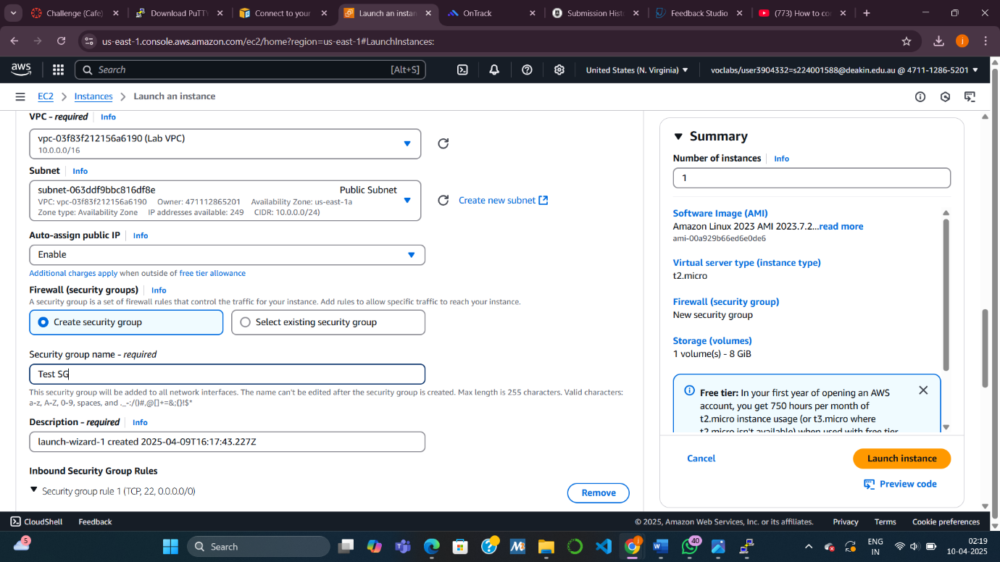 Challenge (Cafe)
Download PuTTY
Connect to your
Launch an instan
OnTrack
Submission Hist
Feedback Studio
(773) How to co
us-east-1.console.aws.amazon.com/ec2/home?region=us-east-1#LaunchInstances:
aws
Search [Alt+S]
United States (N. Virginia)
voclabs/user3904332=s224001588@deakin.edu.au @ 4711-1286-5201
EC2 Instances Launch an instance
VPC - required Info
vpc-03f83f212156a6190 (Lab VPC)
10.0.0.0/16
Subnet Info
subnet-063ddf9bbc816df8e Public Subnet
VPC: vpc-03f83f212156a6190 Owner: 471112865201 Availability Zone: us-east-1a
Zone type: Availability Zone IP addresses available: 249 CIDR: 10.0.0.0/24)
Create new subnet
Auto-assign public IP Info
Enable
Additional charges apply when outside of free tier allowance
Firewall (security groups) Info
A security group is a set of firewall rules that control the traffic for your instance. Add rules to allow specific traffic to reach your instance.
Create security group
Select existing security group
Security group name - required
Test SG
This security group will be added to all network interfaces. The name can't be edited after the security group is created. Max length is 255 characters. Valid characters:
a-z, A-Z, 0-9, spaces, and ._-:/()#,@[]+=&;{}!$*
Description - required Info
launch-wizard-1 created 2025-04-09T16:17:43.227Z
Inbound Security Group Rules
Security group rule 1 (TCP, 22, 0.0.0.0/0)
Remove
Summary
Number of instances Info
1
Software Image (AMI)
Amazon Linux 2023 AMI 2023.7.2...read more
ami-00a929b66ed6e0de6
Virtual server type (instance type)
t2.micro
Firewall (security group)
New security group
Storage (volumes)
1 volume(s) - 8 GiB
Free tier: In your first year of opening an AWS
account, you get 750 hours per month of
t2.micro instance usage (or t3.micro where
t2.micro isn't available) when used with free tier
Cancel
Launch instance
Preview code
CloudShell Feedback
© 2025, Amazon Web Services, Inc. or its affiliates. Privacy Terms Cookie preferences
5
Search
40
ENG
IN
02:19
10-04-2025